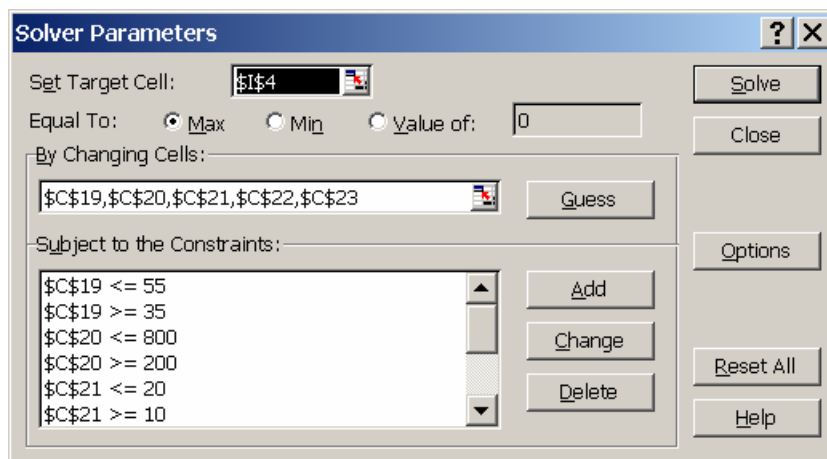 Solver Parameters
? X
Set Target Cell: $I$4
Solve
Equal To: Max Min Value of: 0
Close
By Changing Cells:
$C$19,$C$20,$C$21,$C$22,$C$23
Guess
Subject to the Constraints:
Options
$C$19 <= 55
$C$19 >= 35
$C$20 <= 800
$C$20 >= 200
$C$21 <= 20
$C$21 >= 10
Add
Change
Delete
Reset All
Help